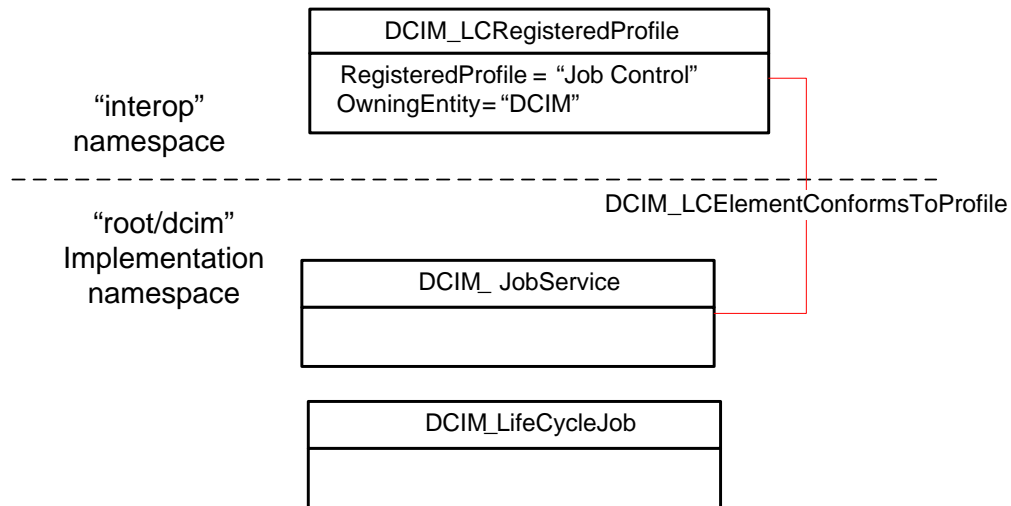 DCIM_LCRegisteredProfile
RegisteredProfile = “Job Control”
OwningEntity=“DCIM”
“interop”
namespace
DCIM_LCElementConformsToProfile
“root/dcim”
Implementation
namespace
DCIM_ JobService
DCIM_LifeCycleJob